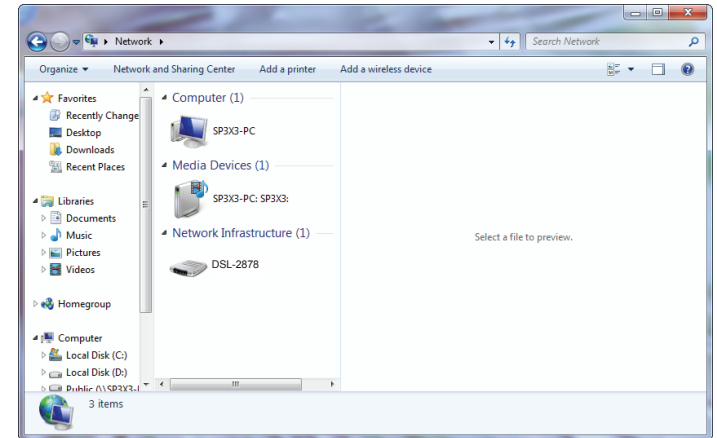 Network
Search Network
Organize
Network and Sharing Center
Add a printer
Add a wireless device
Favorites
Recently Change
Desktop
Downloads
Recent Places
Libraries
Documents
Music
Pictures
Videos
Homegroup
Computer
Local Disk (C:)
Local Disk (D:)
Public (\\SP3X3-
Computer (1)
SP3X3-PC
Media Devices (1)
SP3X3-PC: SP3X3:
Network Infrastructure (1)
DSL-2878
Select a file to preview.
3 items